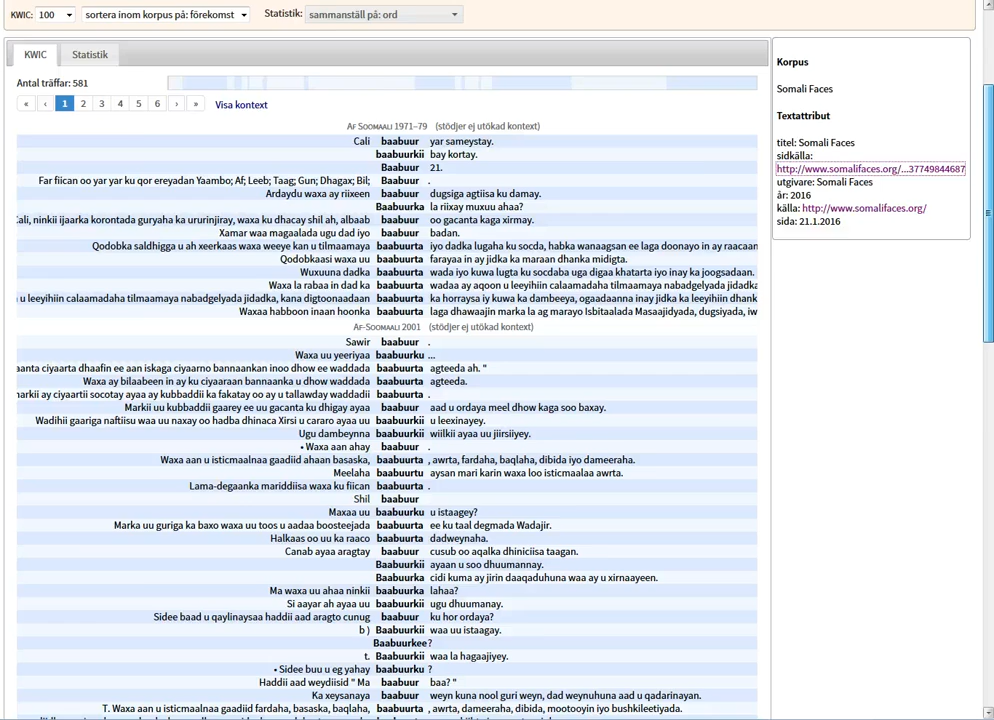 KWIC: 100 sortera inom korpus på: förekomst Statistik: sammanställ på: ord
KWIC Statistik
Antal träffar: 581
« ‹ 1 2 3 4 5 6 › » Visa kontext
AF SOOMAALI 1971–79 (stödjer ej utökad kontext)
Cali baabuur yar sameystay.
baabuurkii bay kortay.
Baabuur 21.
Far fiican oo yar yar ku qor ereyadan Yaambo; Af; Leeb; Taag; Gun; Dhagax; Bil; Baabuur .
Ardaydu waxa ay riixeen baabuur dugsiga agtiisa ku damay.
Baabuurka la riixay muxuu ahaa?
Cali, ninkii ijaarka korontada guryaha ka ururinjiray, waxa ku dhacay shil ah, albaab baabuur oo gacanta kaga xirmay.
Xamar waa magaalada ugu dad iyo baabuur badan.
Qodobka saldhigga u ah xeerkaas waxa weeye kan u tilmaamaya baabuurta iyo dadka lugaha ku socda, habka wanaagsan ee laga doonayo in ay raacaan
Qodobkaasi waxa uu baabuurta farayaa in ay jidka ka maraan dhanka midigta.
Wuxuuna dadka baabuurta wada iyo kuwa lugta ku socdaba uga digaa khatarta iyo inay ka joogsadaan.
Waxa la rabaa in dad ka baabuurta wadaa ay aqoon u leeyihiin calaamadaha tilmaamaya nabadgelyada jidadka
u leeyihiin calaamadaha tilmaamaya nabadgelyada jidadka, kana digtoonaadaan baabuurta ka horraysa iy kuwa ka dambeeya, ogaadaanna inay jidka ka leeyihiin dhank
Waxaa habboon inaan hoonka baabuurta laga dhawaajin marka la ag marayo Isbitaalada Masaajidyada, dugsiyada, iw
AF-SOOMAALI 2001 (stödjer ej utökad kontext)
Sawir baabuur .
Waxa uu yeeriyaa baabuurku ...
aanta ciyaarta dhaafin ee aan iskaga ciyaarno bannaankan inoo dhow ee waddada baabuurta agteeda ah. "
Waxa ay bilaabeen in ay ku ciyaaraan bannaanka u dhow waddada baabuurta agteeda.
narkii ay ciyaartii socotay ayaa ay kubbaddii ka fakatay oo ay u tallawday waddadii baabuurta .
Markii uu kubbaddii gaarey ee uu gacanta ku dhigay ayaa baabuur aad u ordaya meel dhow kaga soo baxay.
Wadihii gaariga naftiisu waa uu naxay oo hadba dhinaca Xirsi u cararo ayaa uu baabuurkii u leexinayey.
Ugu dambeynna baabuurkii wiilkii ayaa uu jiirsiiyey.
• Waxa aan ahay baabuur .
Waxa aan u isticmaalnaa gaadiid ahaan basaska, baabuurta , awrta, fardaha, baqlaha, dibida iyo dameeraha.
Meelaha baabuurtu aysan mari karin waxa loo isticmaalaa awrta.
Lama-degaanka mariddiisa waxa ku fiican baabuurta .
Shil baabuur
Maxaa uu baabuurku u istaagey?
Marka uu guriga ka baxo waxa uu toos u aadaa boosteejada baabuurta ee ku taal degmada Wadajir.
Halkaas oo uu ka raaco baabuurta dadweynaha.
Canab ayaa aragtay baabuur cusub oo aqalka dhiniciisa taagan.
Baabuurkii ayaan u soo dhuumannay.
Baabuurka cidi kuma ay jirin daaqaduhuna waa ay u xirnaayeen.
Ma waxa uu ahaa ninkii baabuurka lahaa?
Si aayar ah ayaa uu baabuurkii ugu dhuumanay.
Sidee baad u qaylinaysaa haddii aad aragto cunug baabuur ku hor ordaya?
b ) Baabuurkii waa uu istaagay.
Baabuurkee ?
t. Baabuurkii waa la hagaajiyey.
• Sidee buu u eg yahay baabuurku ?
Haddii aad weydiisid " Ma baabuur baa? "
Ka xeysanaya baabuur weyn kuna nool guri weyn, dad weynuhuna aad u qadarinayan.
T. Waxa aan u isticmaalnaa gaadiid fardaha, basaska, baqlaha, baabuurta , awrta, dameeraha, dibida, mootooyin iyo bushkileetiyada.
Korpus
Somali Faces
Textattribut
titel: Somali Faces
sidkälla:
http://www.somalifaces.org/...37749844687
utgivare: Somali Faces
år: 2016
källa: http://www.somalifaces.org/
sida: 21.1.2016